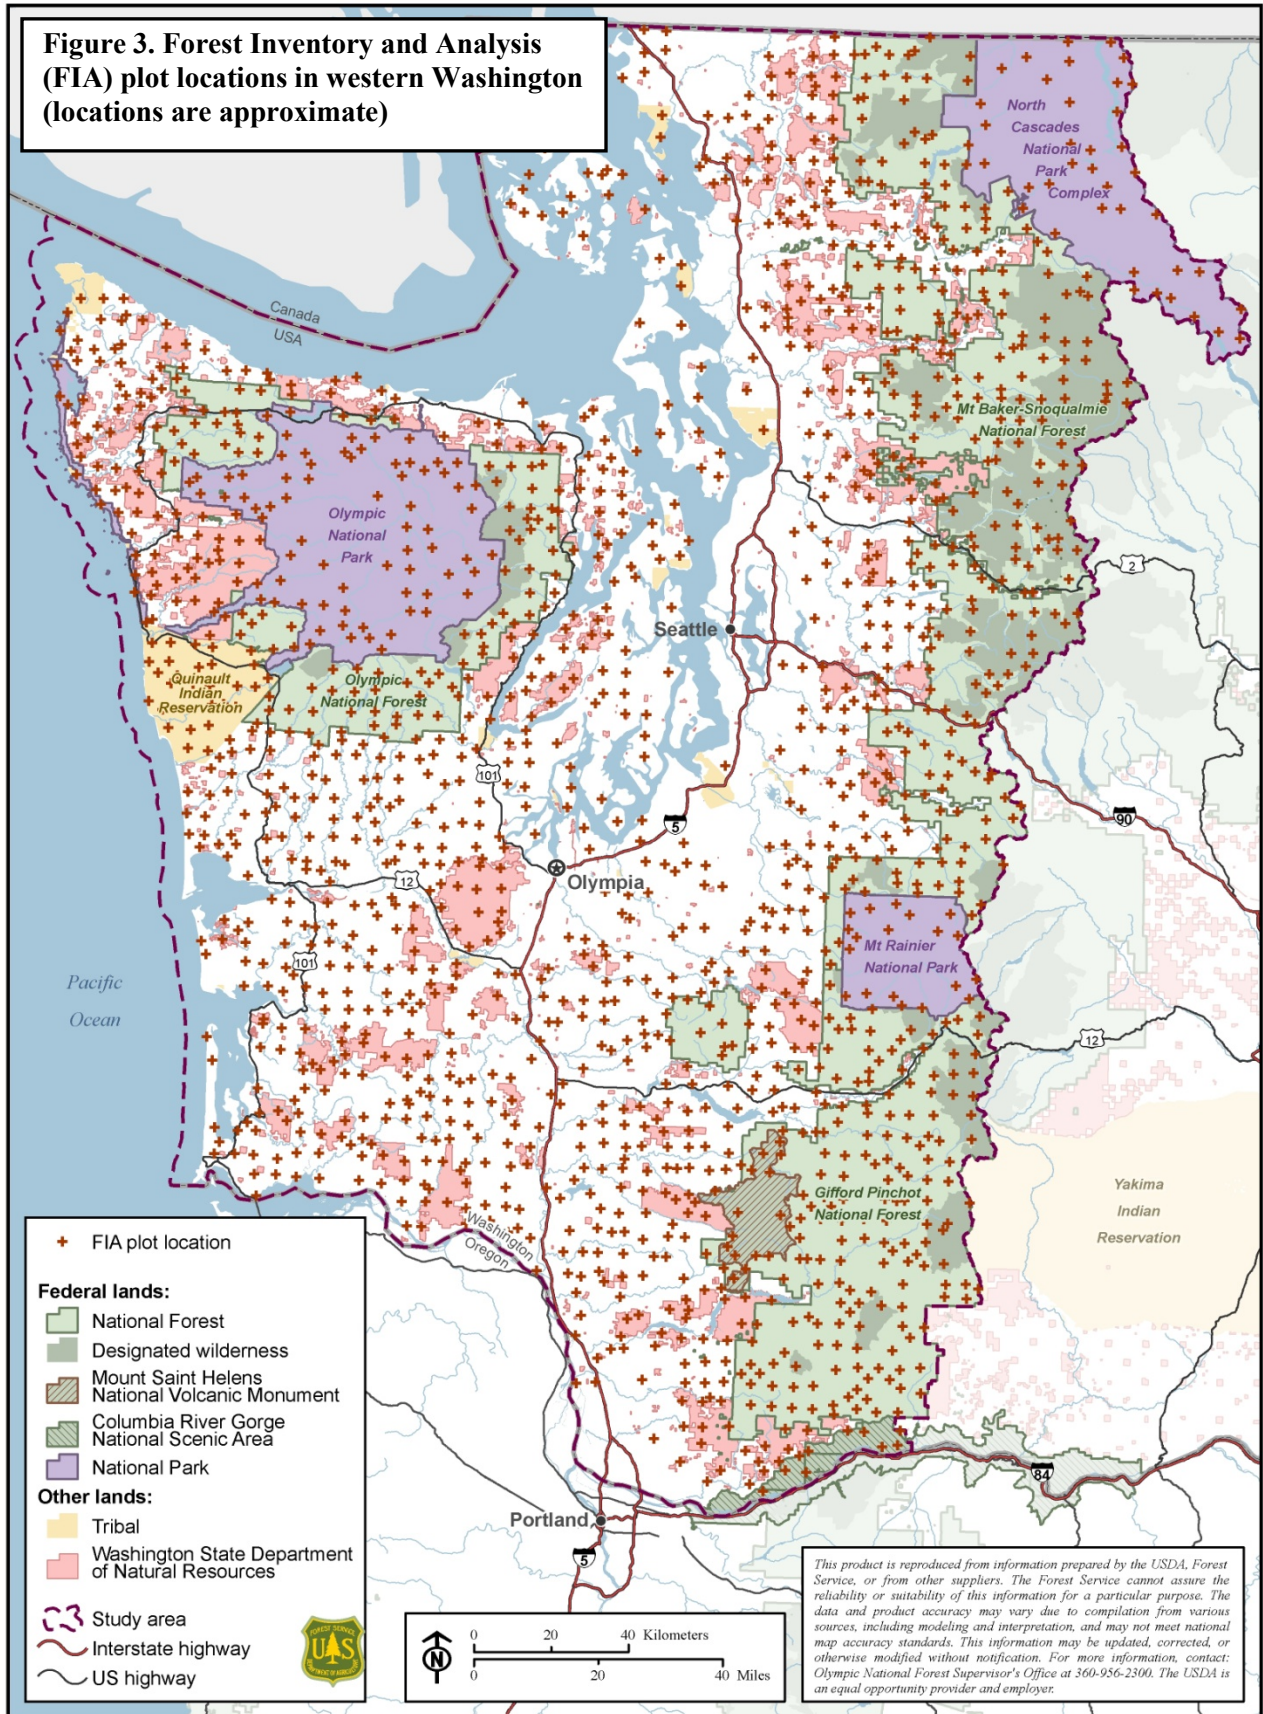 Figure 3. Forest Inventory and Analysis
(FIA) plot locations in western Washington
(locations are approximate)
North
Cascades
National
Park
Complex
Canada
USA
Mt Baker-Snoqualmie
National Forest
Olympic
National
Park
2
Seattle
Quinault
Indian
Reservation
Olympic
National Forest
101
5
90
12
Olympia
Mt Rainier
National Park
101
Pacific
Ocean
12
Gifford Pinchot
National Forest
Yakima
Indian
Reservation
Washington
Oregon
84
Portland
5
FIA plot location
Federal lands:
National Forest
Designated wilderness
Mount Saint Helens
National Volcanic Monument
Columbia River Gorge
National Scenic Area
National Park
Other lands:
Tribal
Washington State Department
of Natural Resources
Study area
Interstate highway
US highway
FOREST SERVICE
U S
DEPARTMENT OF AGRICULTURE
N
0 20 40 Kilometers
0 20 40 Miles
This product is reproduced from information prepared by the USDA, Forest
Service, or from other suppliers. The Forest Service cannot assure the
reliability or suitability of this information for a particular purpose. The
data and product accuracy may vary due to compilation from various
sources, including modeling and interpretation, and may not meet national
map accuracy standards. This information may be updated, corrected, or
otherwise modified without notification. For more information, contact:
Olympic National Forest Supervisor's Office at 360-956-2300. The USDA is
an equal opportunity provider and employer.